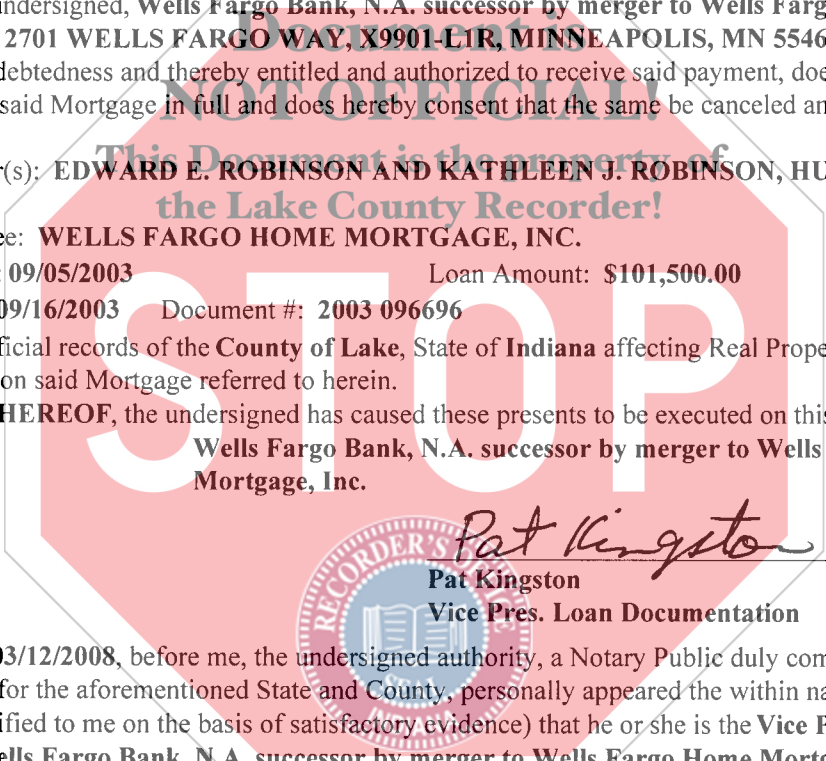 ndersigned, Wells Fargo Bank, N.A. successor by merger to Wells Farg
Document is
2701 WELLS FARGO WAY, X9901-L1R, MINNEAPOLIS, MN 5546
debtedness and thereby entitled and authorized to receive said payment, doe
NOT OFFICIAL!
said Mortgage in full and does hereby consent that the same be canceled an
This Document is the property of
r(s): EDWARD E. ROBINSON AND KATHLEEN J. ROBINSON, HU
the Lake County Recorder!
ee: WELLS FARGO HOME MORTGAGE, INC.
: 09/05/2003 Loan Amount: $101,500.00
09/16/2003 Document #: 2003 096696
STOP
ficial records of the County of Lake, State of Indiana affecting Real Prope
on said Mortgage referred to herein.
HEREOF, the undersigned has caused these presents to be executed on this
Wells Fargo Bank, N.A. successor by merger to Wells
Mortgage, Inc.
Pat Kingston
RECORDER'S OFFICE
Pat Kingston
Vice Pres. Loan Documentation
03/12/2008, before me, the undersigned authority, a Notary Public duly com
for the aforementioned State and County, personally appeared the within na
SEAL
ified to me on the basis of satisfactory evidence) that he or she is the Vice P
ells Fargo Bank, N.A. successor by merger to Wells Fargo Home Mortg